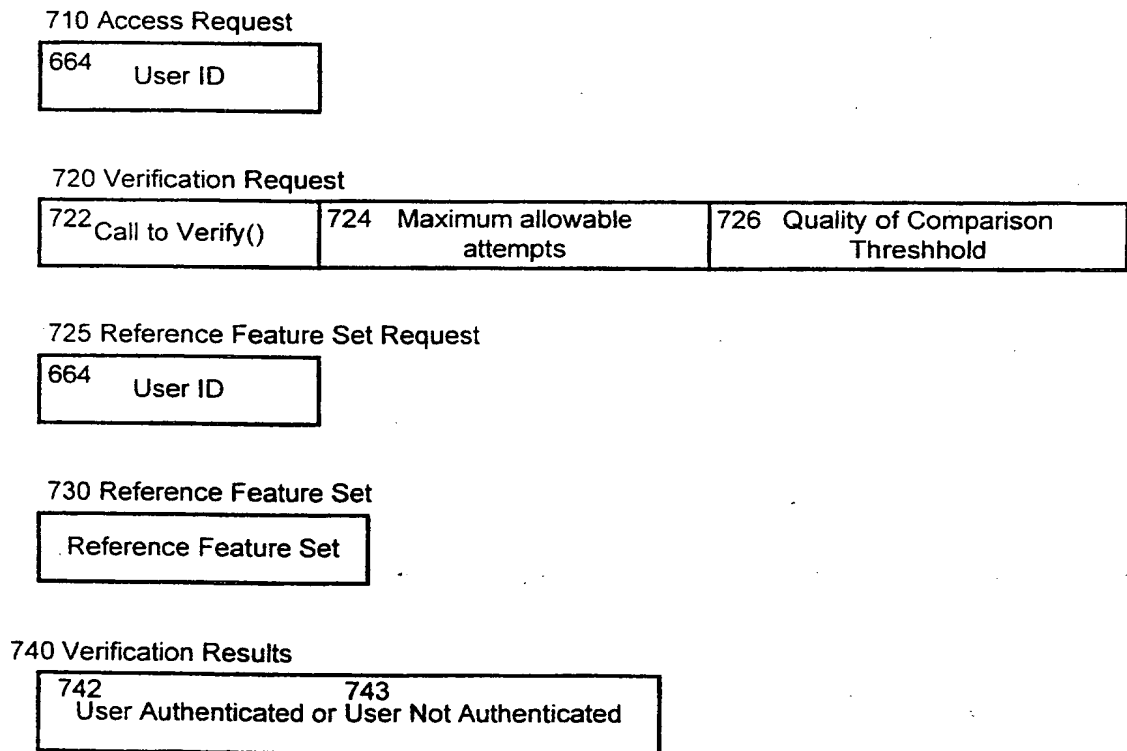 710 Access Request
664 User ID
720 Verification Request
722 Call to Verify() 724 Maximum allowable attempts 726 Quality of Comparison Threshhold
725 Reference Feature Set Request
664 User ID
730 Reference Feature Set
Reference Feature Set
740 Verification Results
742 743
User Authenticated or User Not Authenticated